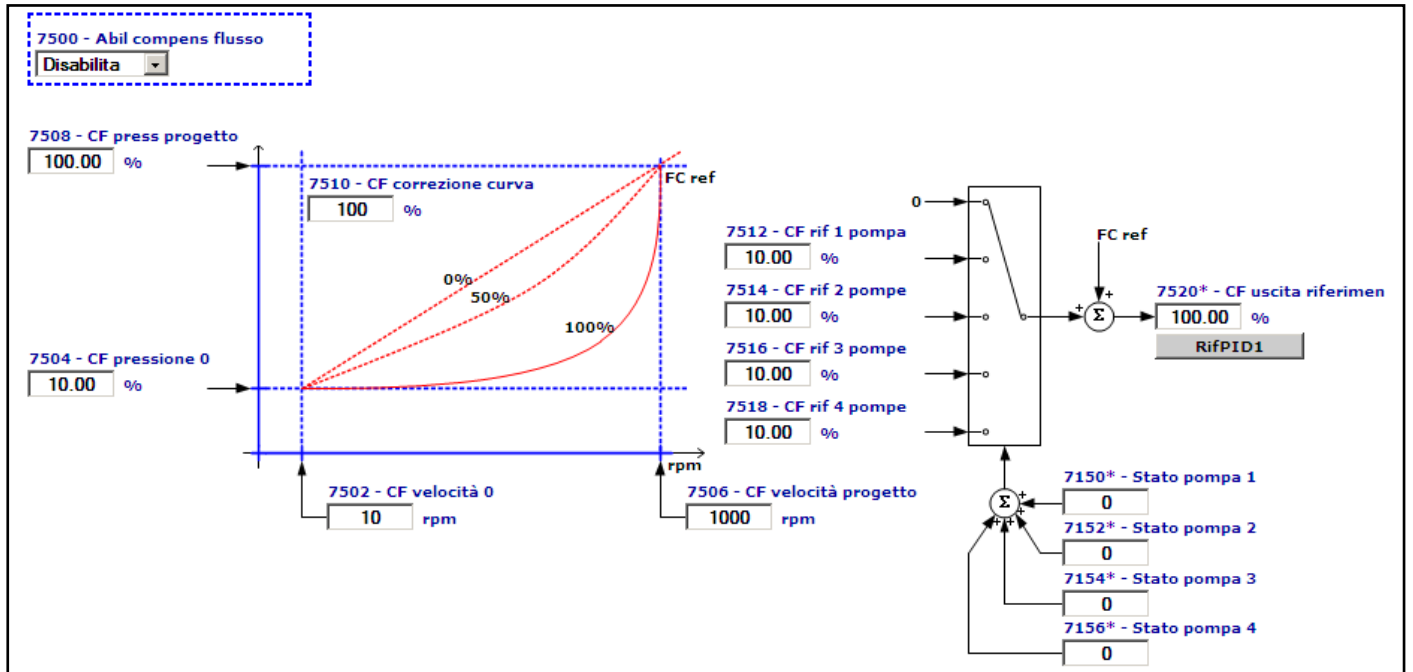 7500 - Abil compens flusso
Disabilita
7508 - CF press progetto
100.00 %
7510 - CF correzione curva
100 %
FC ref
0%
50%
100%
7504 - CF pressione 0
10.00 %
rpm
7502 - CF velocità 0
10 rpm
7506 - CF velocità progetto
1000 rpm
0
7512 - CF rif 1 pompa
10.00 %
7514 - CF rif 2 pompe
10.00 %
7516 - CF rif 3 pompe
10.00 %
7518 - CF rif 4 pompe
10.00 %
FC ref
+ +
Σ
7520* - CF uscita riferimen
100.00 %
RifPID1
Σ
+ + + +
7150* - Stato pompa 1
0
7152* - Stato pompa 2
0
7154* - Stato pompa 3
0
7156* - Stato pompa 4
0